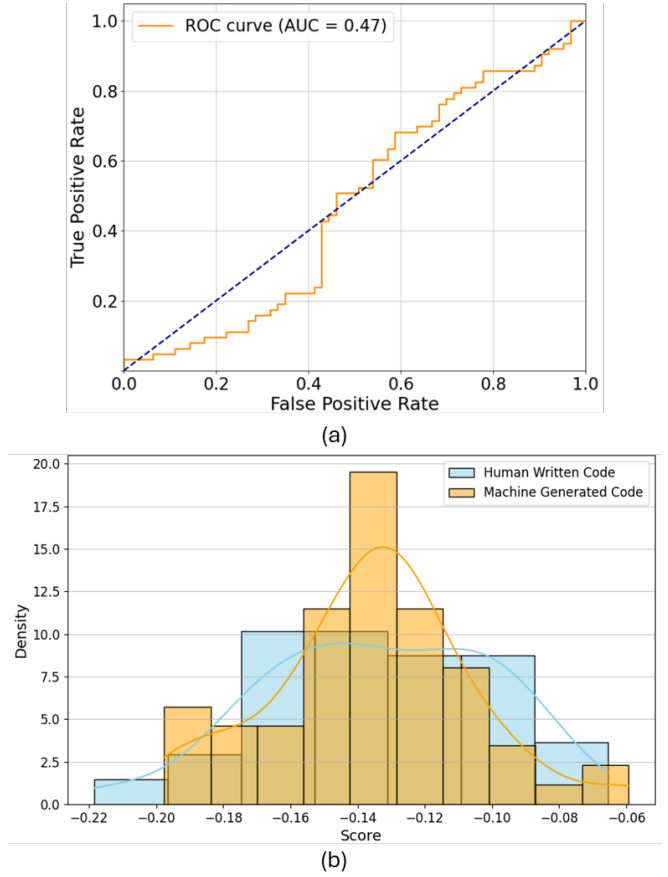 ROC curve (AUC = 0.47)
True Positive Rate
1.0
0.8
0.6
0.4
0.2
0.0 0.2 0.4 0.6 0.8 1.0
False Positive Rate
(a)
Human Written Code
Machine Generated Code
Density
20.0
17.5
15.0
12.5
10.0
7.5
5.0
2.5
0.0
−0.22 −0.20 −0.18 −0.16 −0.14 −0.12 −0.10 −0.08 −0.06
Score
(b)